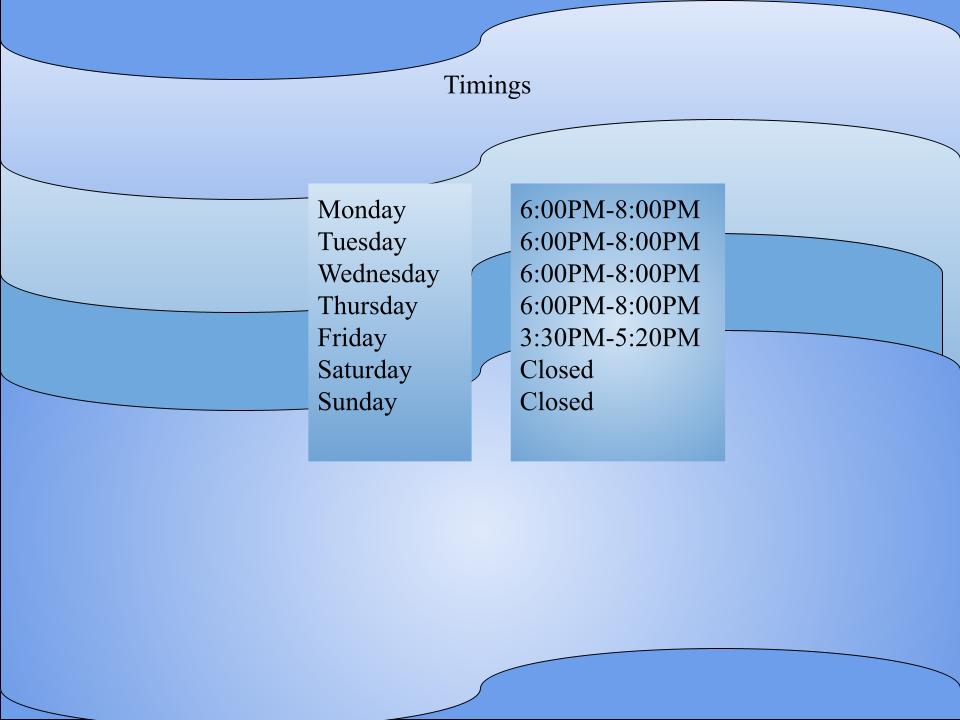 Timings
Monday 6:00PM-8:00PM
Tuesday 6:00PM-8:00PM
Wednesday 6:00PM-8:00PM
Thursday 6:00PM-8:00PM
Friday 3:30PM-5:20PM
Saturday Closed
Sunday Closed